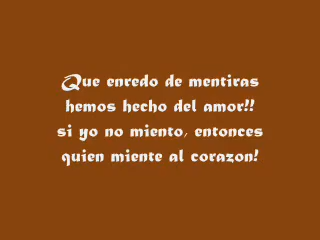 Que enredo de mentiras
hemos hecho del amor!!
si yo no miento, entonces
quien miente al corazon!